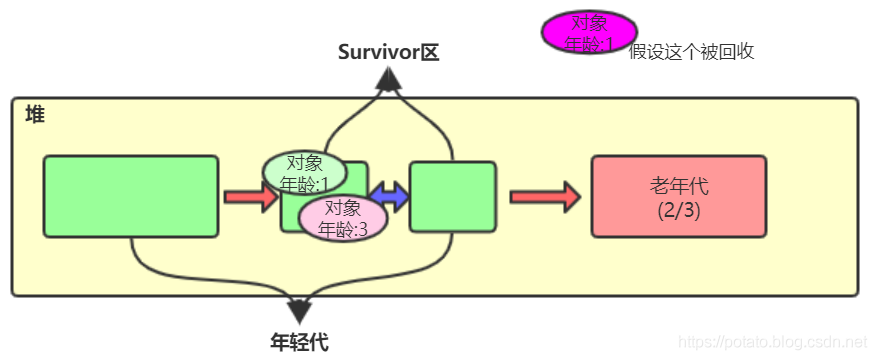 对象
年龄:1
假设这个被回收
Survivor区
堆
对象
年龄:1
对象
年龄:3
老年代
(2/3)
年轻代
https://potato.blog.csdn.net